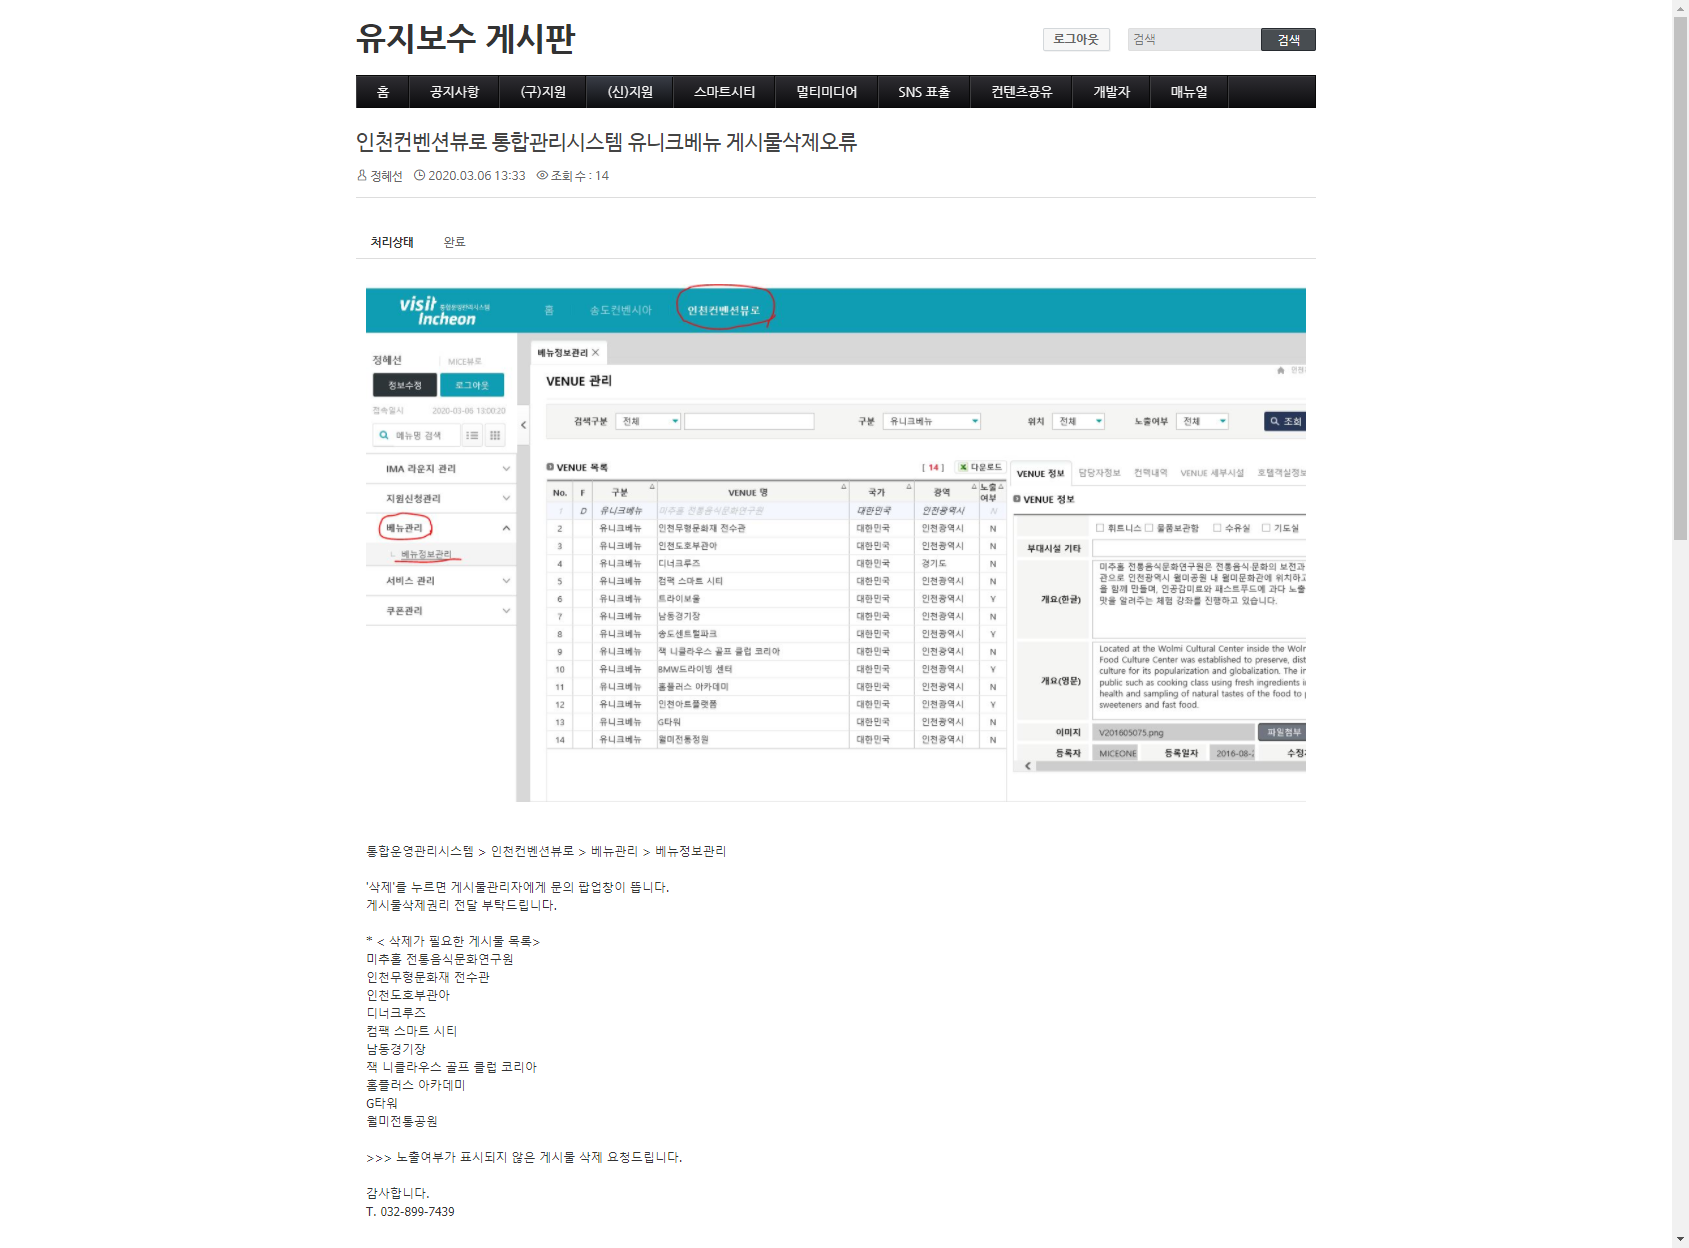 유지보수 게시판
로그아웃 검색 검색
홈 공지사항 (구)지원 (신)지원 스마트시티 멀티미디어 SNS 표출 컨텐츠공유 개발자 매뉴얼
인천컨벤션뷰로 통합관리시스템 유니크베뉴 게시물삭제오류
정혜선 2020.03.06 13:33 조회 수 : 14
처리상태 완료
visit Incheon 통합운영관리시스템 홈 송도컨벤시아 인천컨벤션뷰로
정혜선 MICE뷰로
정보수정 로그아웃
접속일시 2020-03-06 13:00:20
메뉴명 검색
IMA 라운지 관리
지원신청관리
베뉴관리
베뉴정보관리
서비스 관리
쿠폰관리
베뉴정보관리
VENUE 관리
검색구분 전체 구분 유니크베뉴 위치 전체 노출여부 전체 조회
VENUE 목록 [ 14 ] 다운로드
No. F 구분 VENUE 명 국가 광역 노출여부
1 D 유니크베뉴 미추홀 전통음식문화연구원 대한민국 인천광역시 N
2 유니크베뉴 인천무형문화재 전수관 대한민국 인천광역시 N
3 유니크베뉴 인천도호부관아 대한민국 인천광역시 N
4 유니크베뉴 디너크루즈 대한민국 경기도 N
5 유니크베뉴 컴팩 스마트 시티 대한민국 인천광역시 N
6 유니크베뉴 트라이보울 대한민국 인천광역시 Y
7 유니크베뉴 남동경기장 대한민국 인천광역시 N
8 유니크베뉴 송도센트럴파크 대한민국 인천광역시 Y
9 유니크베뉴 잭 니클라우스 골프 클럽 코리아 대한민국 인천광역시 N
10 유니크베뉴 BMW드라이빙 센터 대한민국 인천광역시 Y
11 유니크베뉴 홈플러스 아카데미 대한민국 인천광역시 N
12 유니크베뉴 인천아트플랫폼 대한민국 인천광역시 Y
13 유니크베뉴 G타워 대한민국 인천광역시 N
14 유니크베뉴 월미전통정원 대한민국 인천광역시 N
VENUE 정보 담당자정보 컨택내역 VENUE 세부시설 호텔객실정보
VENUE 정보
휘트니스 물품보관함 수유실 기도실
부대시설 기타
개요(한글)
미추홀 전통음식문화연구원은 전통음식·문화의 보전과
관으로 인천광역시 월미공원 내 월미문화관에 위치하고
을 함께 만들며, 인공감미료와 패스트푸드에 과다 노출
맛을 알려주는 체험 강좌를 진행하고 있습니다.
개요(영문)
Located at the Wolmi Cultural Center inside the Wolr
Food Culture Center was established to preserve, dist
culture for its popularization and globalization. The in
public such as cooking class using fresh ingredients i
health and sampling of natural tastes of the food to
sweeteners and fast food.
이미지 V201605075.png 파일첨부
등록자 MICEONE 등록일자 2016-08-2 수정
통합운영관리시스템 > 인천컨벤션뷰로 > 베뉴관리 > 베뉴정보관리
'삭제'를 누르면 게시물관리자에게 문의 팝업창이 뜹니다.
게시물삭제권리 전달 부탁드립니다.
* < 삭제가 필요한 게시물 목록>
미추홀 전통음식문화연구원
인천무형문화재 전수관
인천도호부관아
디너크루즈
컴팩 스마트 시티
남동경기장
잭 니클라우스 골프 클럽 코리아
홈플러스 아카데미
G타워
월미전통공원
>>> 노출여부가 표시되지 않은 게시물 삭제 요청드립니다.
감사합니다.
T. 032-899-7439